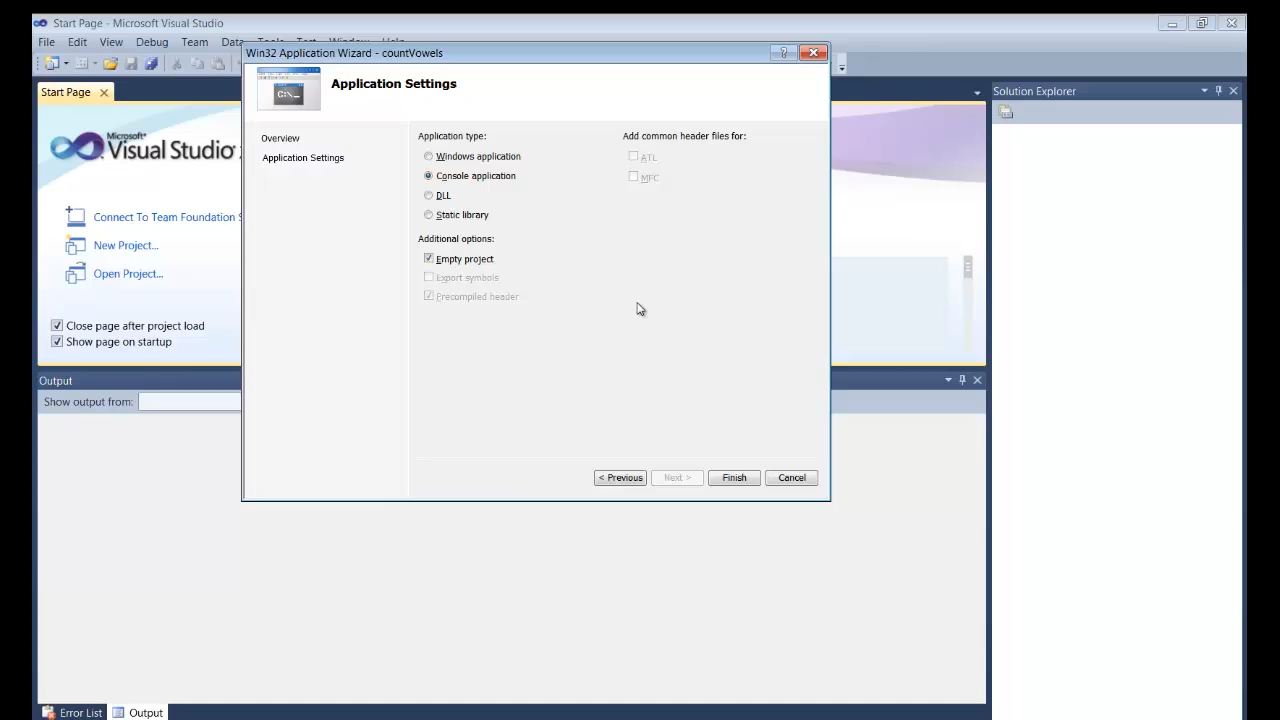 Start Page - Microsoft Visual Studio
File Edit View Debug Team
Win32 Application Wizard - countVowels
Start Page
Application Settings
Solution Explorer
C:\._
Microsoft®
Visual Studio
Overview
Application Settings
Application type:
Windows application
Console application
DLL
Static library
Add common header files for:
ATL
MFC
Additional options:
Empty project
Export symbols
Precompiled header
Connect To Team Foundation S
New Project...
Open Project...
Close page after project load
Show page on startup
Output
Show output from:
< Previous
Next >
Finish
Cancel
Error List
Output